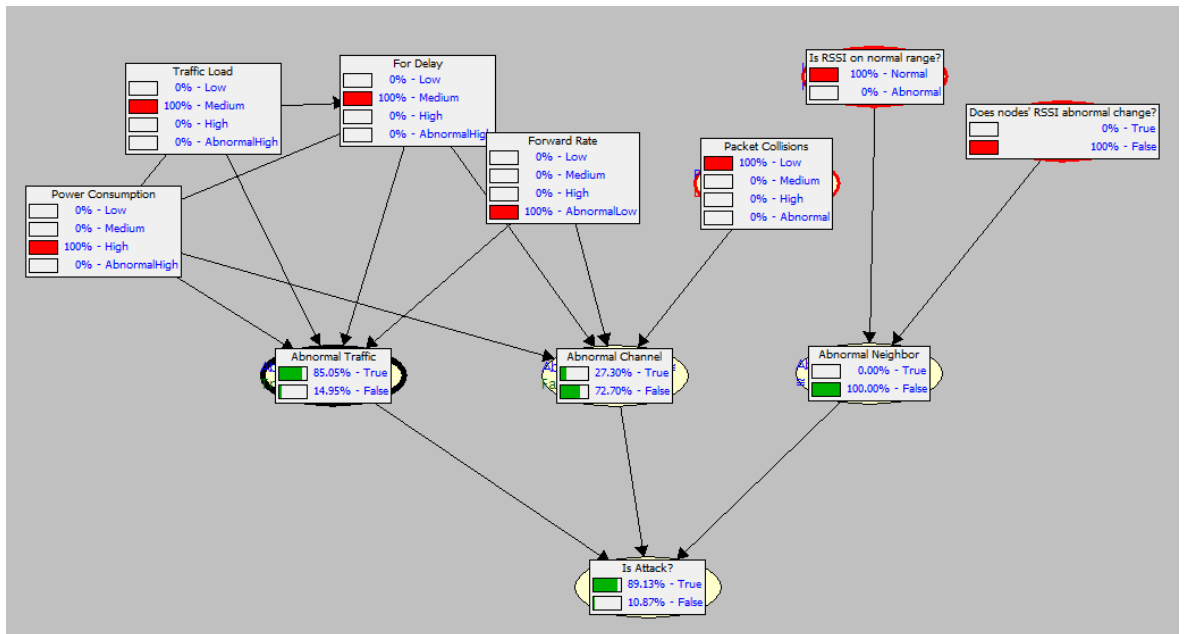 Traffic Load
0% - Low
100% - Medium
0% - High
0% - AbnormalHigh
For Delay
0% - Low
100% - Medium
0% - High
0% - AbnormalHigh
Is RSSI on normal range?
100% - Normal
0% - Abnormal
Does nodes' RSSI abnormal change?
0% - True
100% - False
Forward Rate
0% - Low
0% - Medium
0% - High
100% - AbnormalLow
Packet Collisions
100% - Low
0% - Medium
0% - High
0% - Abnormal
Power Consumption
0% - Low
0% - Medium
100% - High
0% - AbnormalHigh
Abnormal Traffic
85.05% - True
14.95% - False
Abnormal Channel
27.30% - True
72.70% - False
Abnormal Neighbor
0.00% - True
100.00% - False
Is Attack?
89.13% - True
10.87% - False